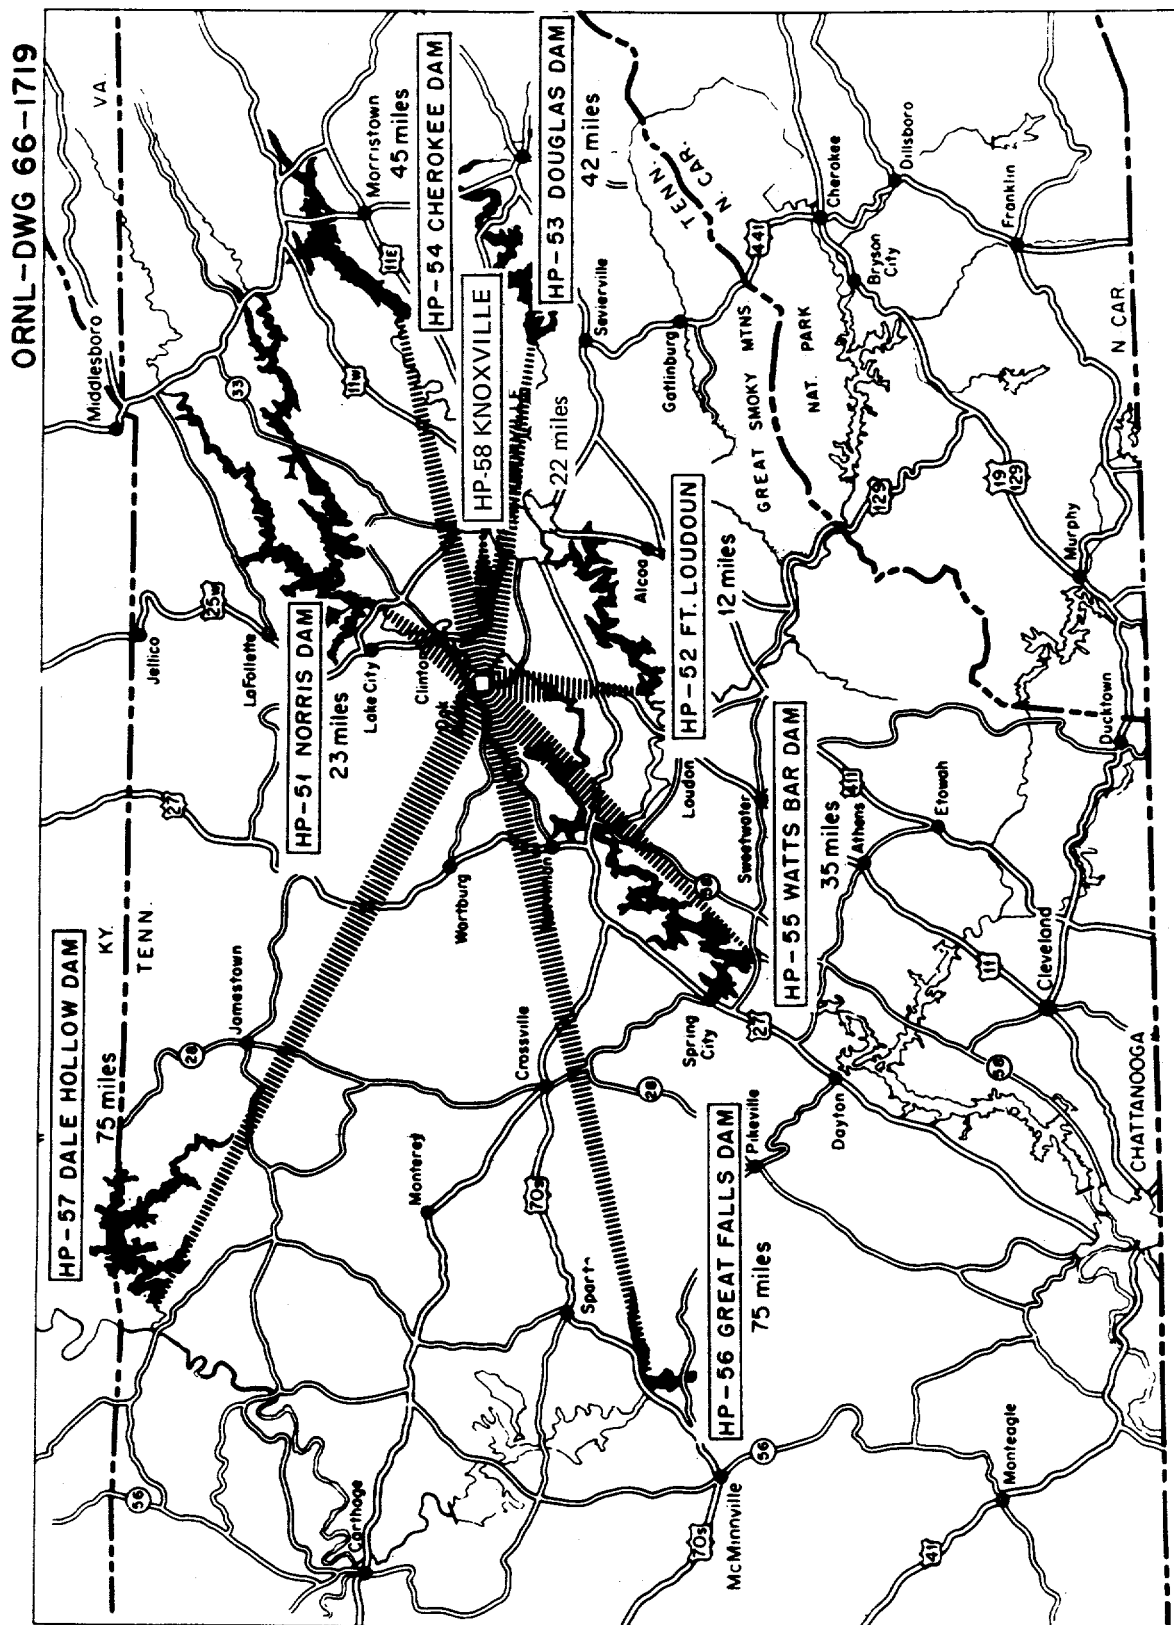 ORNL-DWG 66-1719
HP-57 DALE HOLLOW DAM
75 miles
KY.
TENN.
VA.
Middlesboro
Jellico
25W
LaFollette
27
33
28
Jamestown
HP-51 NORRIS DAM
23 miles
Lake City
Clinton
Oak
Morristown
45 miles
11E
11W
HP-54 CHEROKEE DAM
HP-58 KNOXVILLE
HP-53 DOUGLAS DAM
42 miles
22 miles
Sevierville
Gatlinburg
441
TENN.
N. CAR.
Cherokee
Dillsboro
Bryson
City
Franklin
GREAT SMOKY MTNS
NAT. PARK
129
19
129
Murphy
N CAR.
Ducktown
Alcoa
HP-52 FT. LOUDOUN
12 miles
Loudon
Sweetwater
58
HP-55 WATTS BAR DAM
35 miles
411
Athens
Etowah
11
Cleveland
58
CHATTANOOGA
Wartburg
Crossville
Monterey
70S
28
Spring
City
27
Dayton
Pikeville
HP-56 GREAT FALLS DAM
75 miles
56
Carthage
McMinnville
70S
56
Monteagle
41